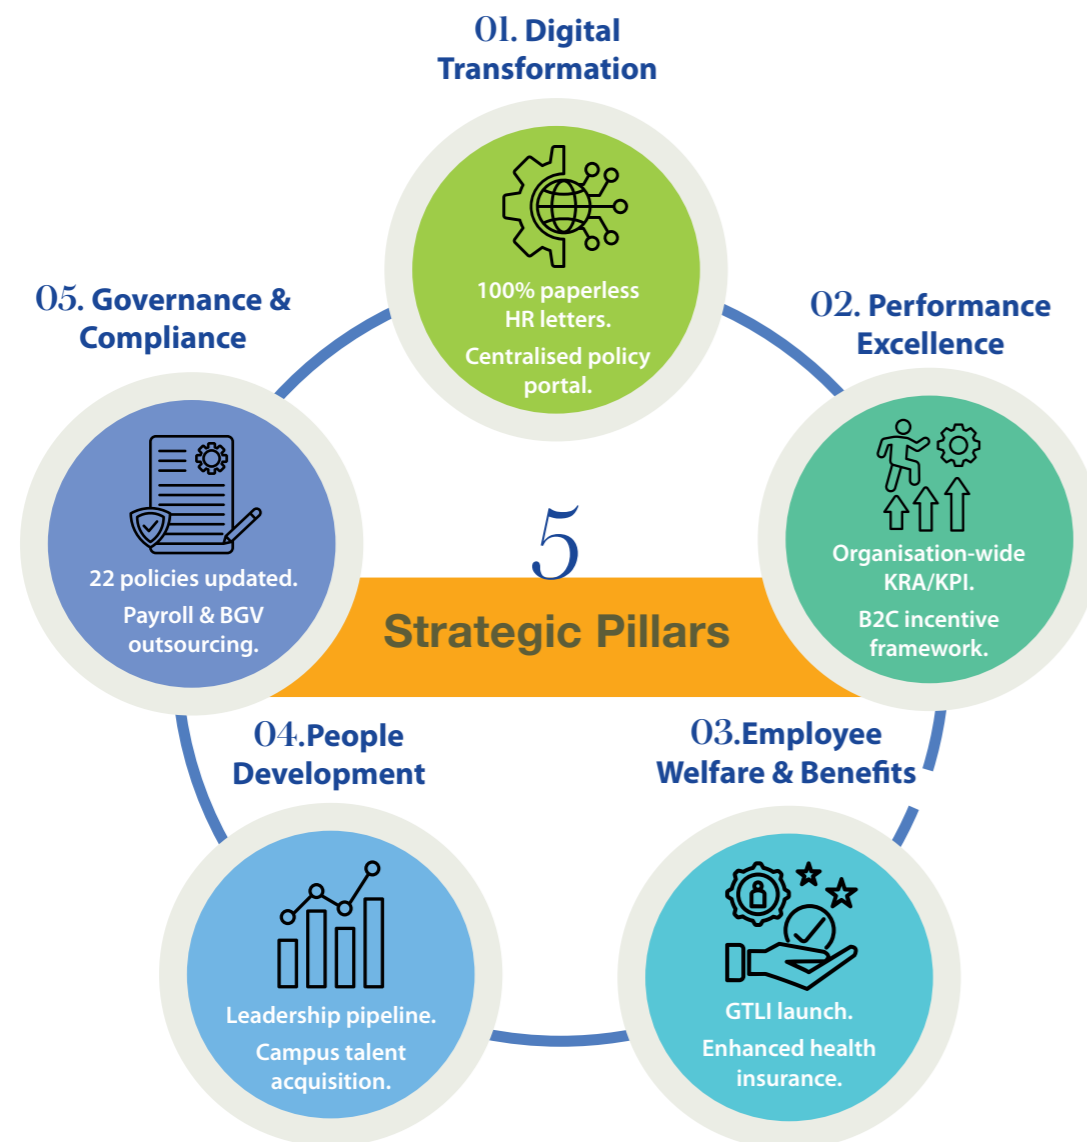 01. Digital
Transformation
100% paperless
HR letters.
Centralised policy
portal.
02. Performance
Excellence
Organisation-wide
KRA/KPI.
B2C incentive
framework.
03.Employee
Welfare & Benefits
GTLI launch.
Enhanced health
insurance.
04.People
Development
Leadership pipeline.
Campus talent
acquisition.
05. Governance &
Compliance
22 policies updated.
Payroll & BGV
outsourcing.
5
Strategic Pillars